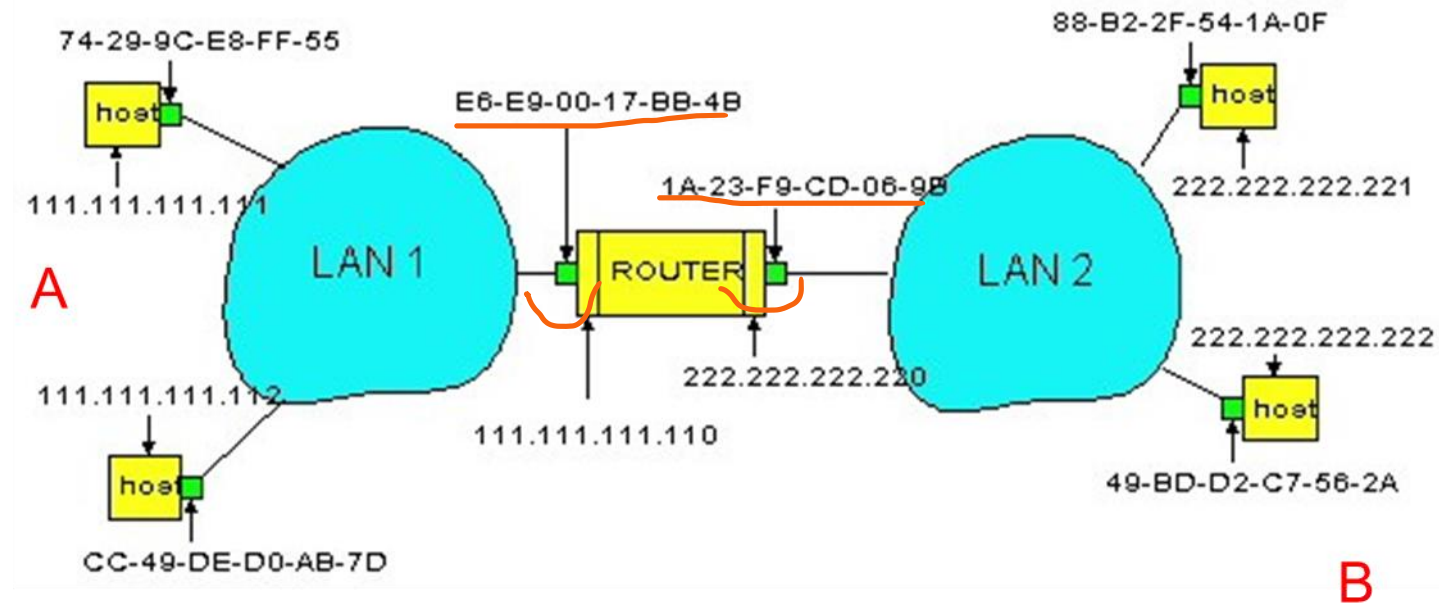 74-29-9C-E8-FF-55
88-B2-2F-54-1A-0F
host
E6-E9-00-17-BB-4B
host
1A-23-F9-CD-06-9B
222.222.222.221
111.111.111.111
LAN 1
ROUTER
LAN 2
A
222.222.222.222
222.222.222.220
111.111.111.112
host
111.111.111.110
host
49-BD-D2-C7-56-2A
CC-49-DE-D0-AB-7D
B